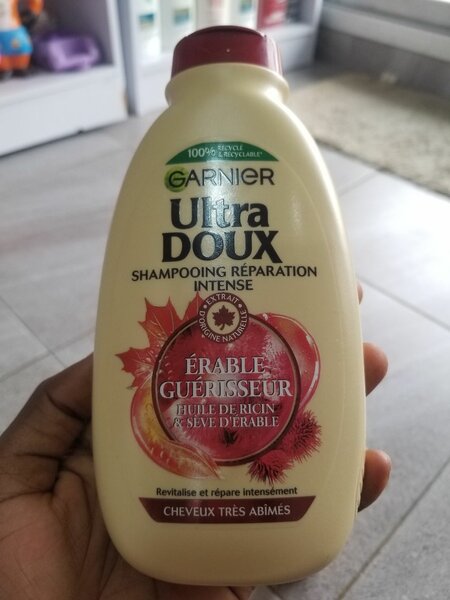 100% RECYCLÉ
& RECYCLABLE*
GARNIER
Ultra
DOUX
SHAMPOOING RÉPARATION
INTENSE
EXTRAIT
D'ORIGINE NATURELLE
ÉRABLE
GUÉRISSEUR
HUILE DE RICIN
& SÈVE D'ÉRABLE
Revitalise et répare intensément
CHEVEUX TRÈS ABÎMÉS